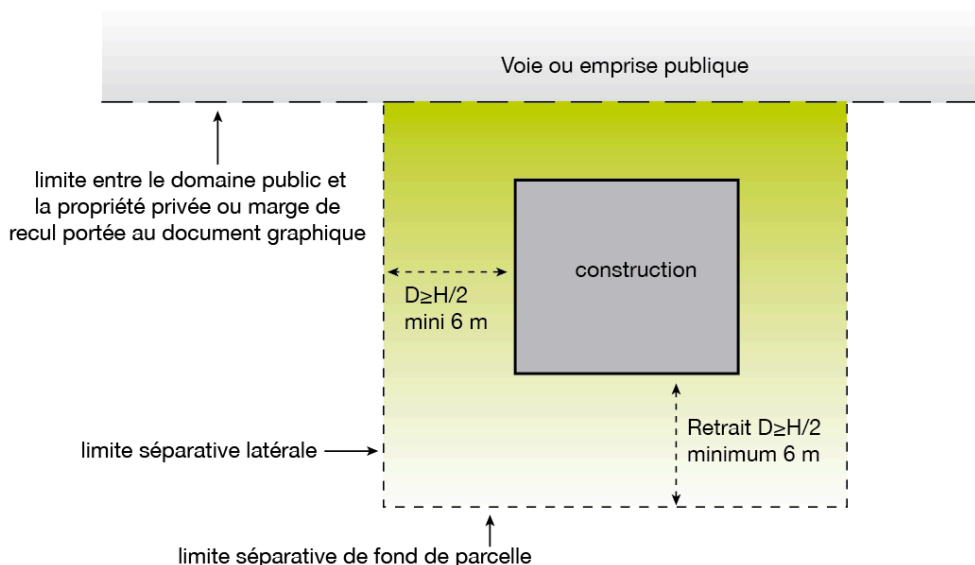 Voie ou emprise publique
limite entre le domaine public et
la propriété privée ou marge de
recul portée au document graphique
construction
D≥H/2
mini 6 m
Retrait D≥H/2
minimum 6 m
limite séparative latérale
limite séparative de fond de parcelle